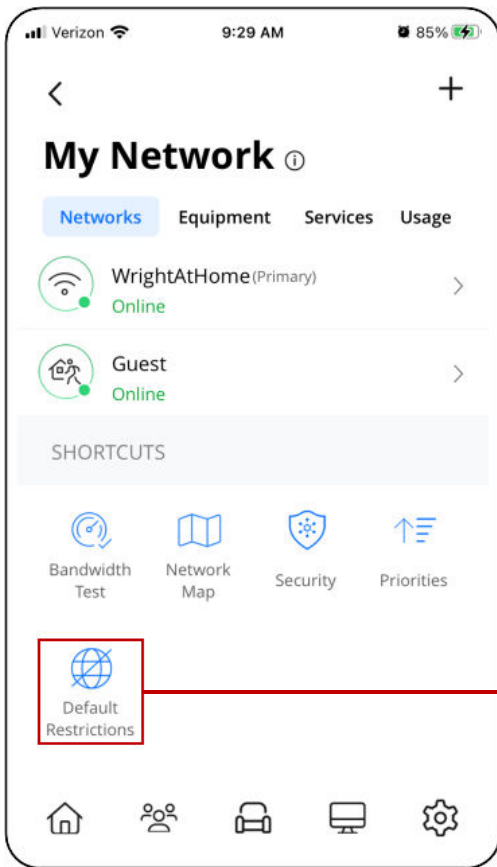 Verizon 9:29 AM 85%
My Network
Networks Equipment Services Usage
WrightAtHome (Primary)
Online
Guest
Online
SHORTCUTS
Bandwidth Test
Network Map
Security
Priorities
Default
Restrictions